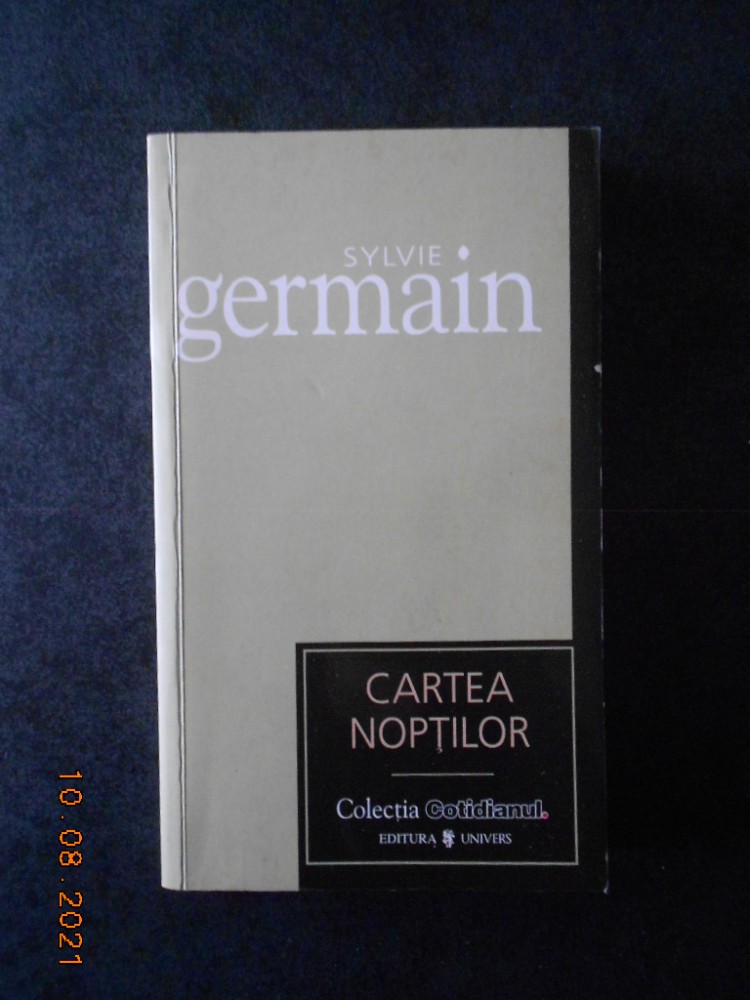 SYLVIE
germain
CARTEA
NOPȚILOR
Colecția Cotidianul.
EDITURA UNIVERS
10.08.2021